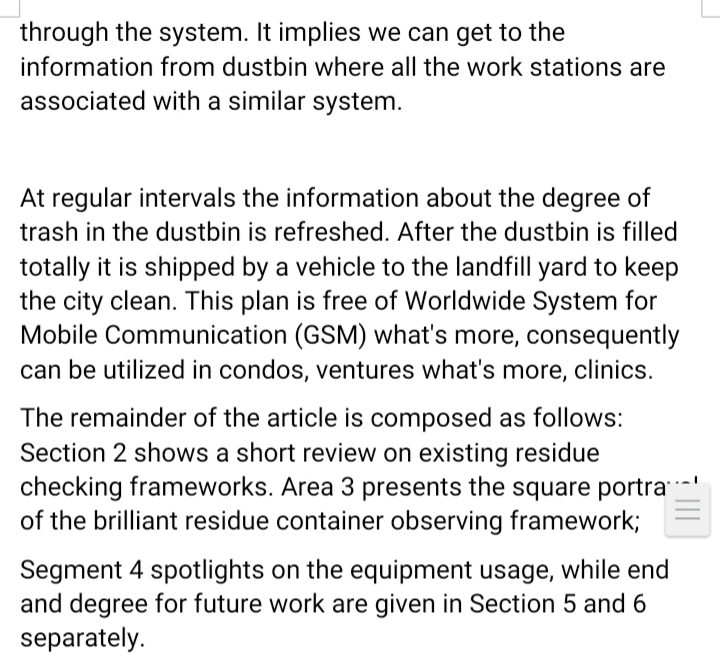 through the system. It implies we can get to the
information from dustbin where all the work stations are
associated with a similar system.
At regular intervals the information about the degree of
trash in the dustbin is refreshed. After the dustbin is filled
totally it is shipped by a vehicle to the landfill yard to keep
the city clean. This plan is free of Worldwide System for
Mobile Communication (GSM) what's more, consequently
can be utilized in condos, ventures what's more, clinics.
The remainder of the article is composed as follows:
Section 2 shows a short review on existing residue
checking frameworks. Area 3 presents the square
of the brilliant residue container observing framework;
Segment 4 spotlights on the equipment usage, while end
and degree for future work are given in Section 5 and 6
separately.